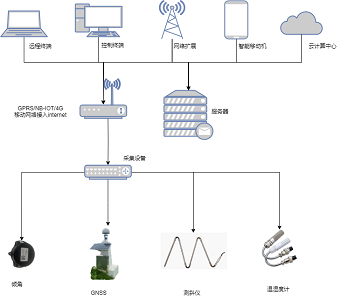 远程终端
控制终端
网络扩展
智能移动机
云计算中心
GPRS/NB-IOT/4G
移动网络接入internet
服务器
采集设备
倾角
GNSS
测斜仪
温湿度计